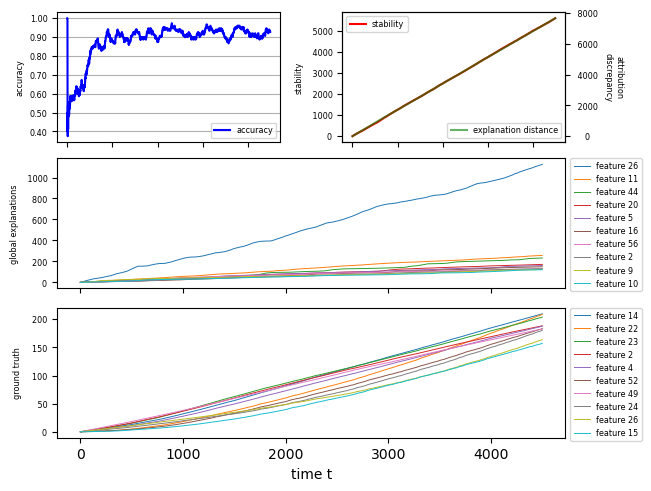 1.00
0.90
0.80
0.70
0.60
0.50
0.40
accuracy
accuracy
5000
4000
3000
2000
1000
0
stability
stability
explanation distance
8000
6000
4000
2000
0
attribution
discrepancy
1000
800
600
400
200
0
global explanations
feature 26
feature 11
feature 44
feature 20
feature 5
feature 16
feature 56
feature 2
feature 9
feature 10
200
150
100
50
0
ground truth
feature 14
feature 22
feature 23
feature 2
feature 4
feature 52
feature 49
feature 24
feature 26
feature 15
0
1000
2000
3000
4000
time t